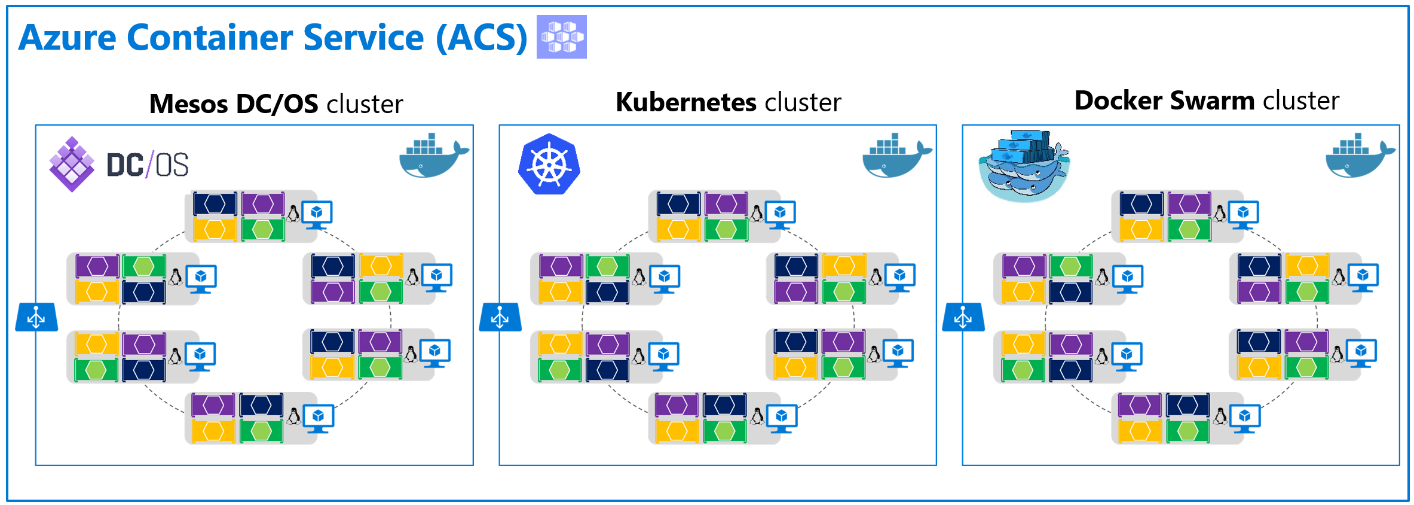 Azure Container Service (ACS)
Mesos DC/OS cluster
Kubernetes cluster
Docker Swarm cluster
DC/OS